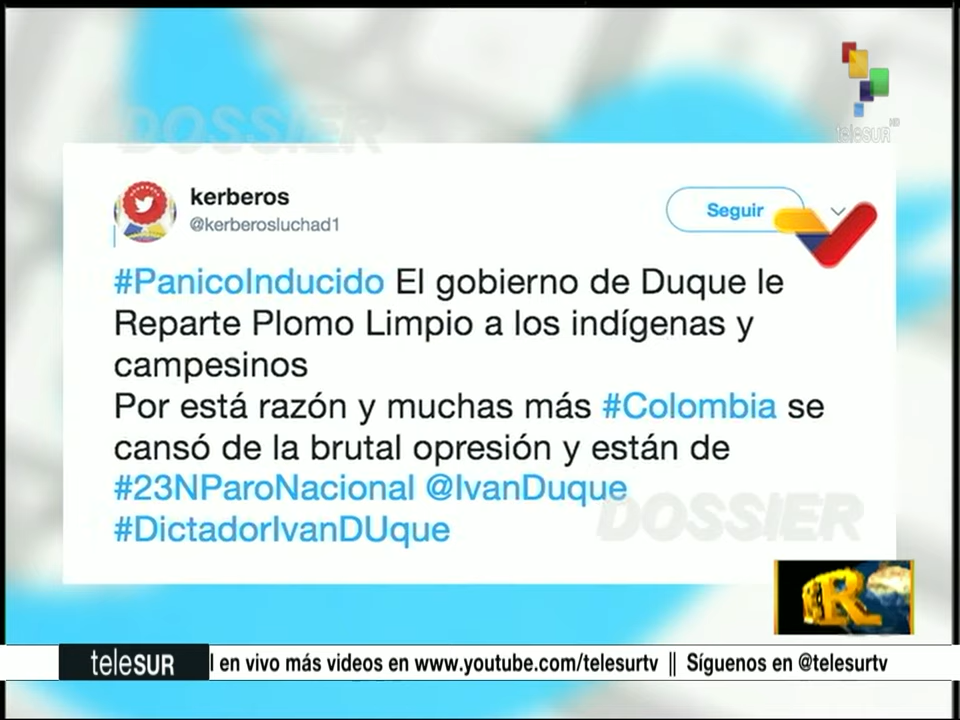 DOSSIER
teleSUR HD
kerberos
@kerberosluchad1
Seguir
#PanicoInducido El gobierno de Duque le
Reparte Plomo Limpio a los indígenas y
campesinos
Por está razón y muchas más #Colombia se
cansó de la brutal opresión y están de
#23NParoNacional @IvanDuque
#DictadorIvanDUque
DOSSIER
R
teleSUR l en vivo más videos en www.youtube.com/telesurtv || Síguenos en @telesurtv